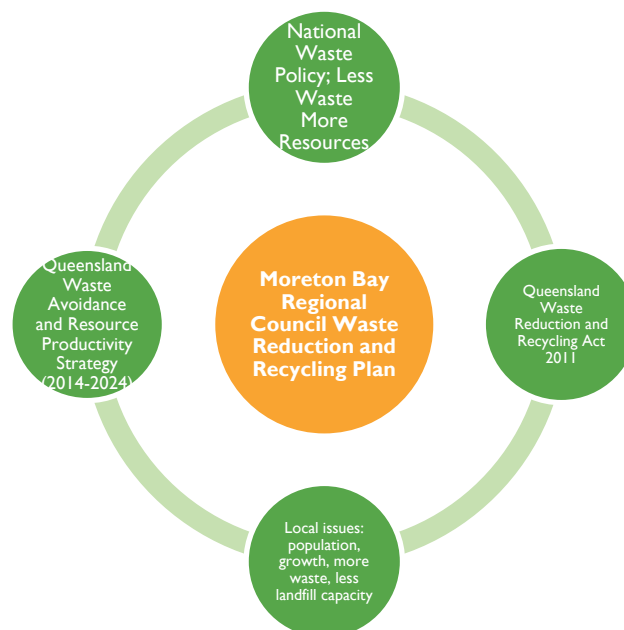 National
Waste
Policy; Less
Waste
More
Resources
Queensland
Waste
Avoidance
and Resource
Productivity
Strategy
(2014-2024)
Moreton Bay
Regional
Council Waste
Reduction and
Recycling Plan
Queensland
Waste
Reduction and
Recycling Act
2011
Local issues:
population,
growth, more
waste, less
landfill capacity